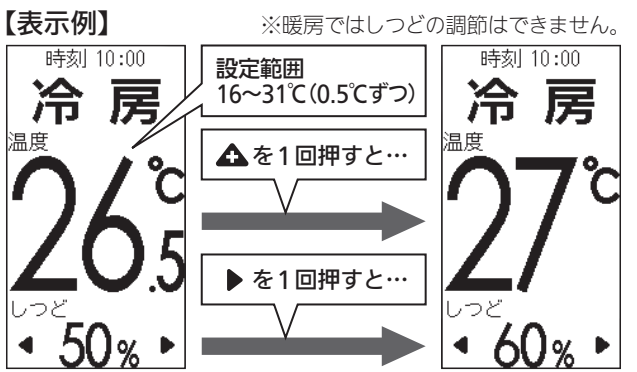 【表示例】
※暖房ではしつどの調節はできません。
時刻 10:00
冷房
温度
26.5℃
しつど
◀ 50% ▶
設定範囲
16〜31℃(0.5℃ずつ)
を1回押すと…
▶ を1回押すと…
時刻 10:00
冷房
温度
27℃
しつど
◀ 60% ▶